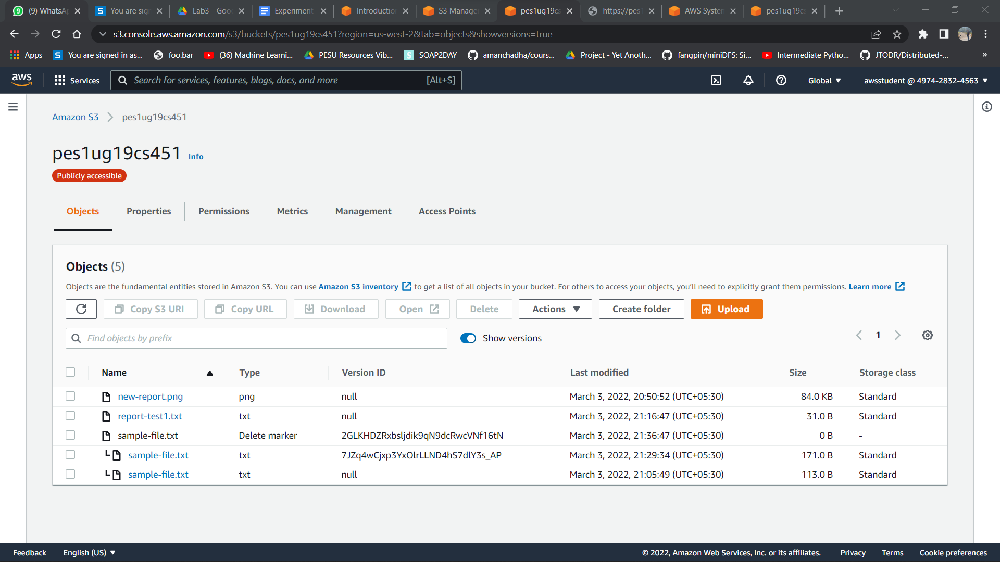 (9) WhatsAp
You are sig
Lab3 - Goo
Experiment
Introduction
S3 Manage
pes1ug19cs
https://pes1
AWS System
pes1ug19cs
s3.console.aws.amazon.com/s3/buckets/pes1ug19cs451?region=us-west-2&tab=objects&showversions=true
Apps
You are signed in as...
foo.bar
(36) Machine Learni...
PESU Resources Vib...
SOAP2DAY
amanchadha/cours...
Project - Yet Anoth...
fangpin/miniDFS: Si...
Intermediate Pytho...
JTODR/Distributed-...
»
aws
Services
Search for services, features, blogs, docs, and more [Alt+S]
Global
awsstudent @ 4974-2832-4563
Amazon S3 > pes1ug19cs451
pes1ug19cs451 Info
Publicly accessible
Objects Properties Permissions Metrics Management Access Points
Objects (5)
Objects are the fundamental entities stored in Amazon S3. You can use Amazon S3 inventory to get a list of all objects in your bucket. For others to access your objects, you'll need to explicitly grant them permissions. Learn more
Copy S3 URI Copy URL Download Open Delete Actions Create folder Upload
Find objects by prefix Show versions 1
Name Type Version ID Last modified Size Storage class
new-report.png png null March 3, 2022, 20:50:52 (UTC+05:30) 84.0 KB Standard
report-test1.txt txt null March 3, 2022, 21:16:47 (UTC+05:30) 31.0 B Standard
sample-file.txt Delete marker 2GLKHDZRxbsljdik9qN9dcRwcVNf16tN March 3, 2022, 21:36:47 (UTC+05:30) 0 B -
sample-file.txt txt 7JZq4wCjxp3YxOlrLLND4hS7dlY3s_AP March 3, 2022, 21:29:34 (UTC+05:30) 171.0 B Standard
sample-file.txt txt null March 3, 2022, 21:05:49 (UTC+05:30) 113.0 B Standard
Feedback English (US) © 2022, Amazon Web Services, Inc. or its affiliates. Privacy Terms Cookie preferences